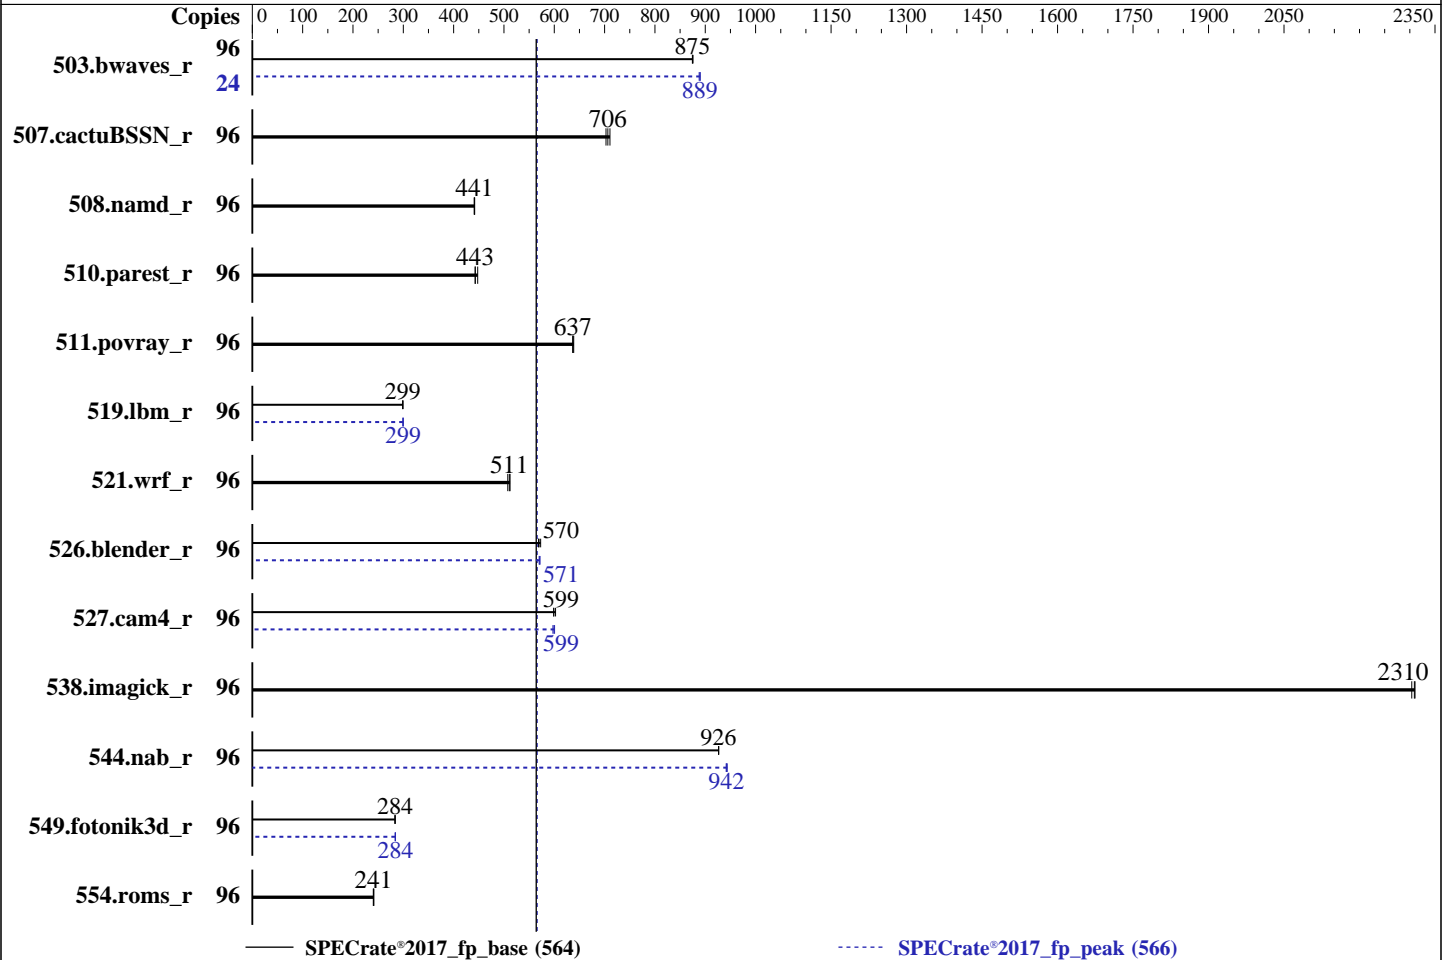 Copies 0 100 200 300 400 500 600 700 800 900 1000 1150 1300 1450 1600 1750 1900 2050 2350
503.bwaves_r 96 875
24 889
507.cactuBSSN_r 96 706
508.namd_r 96 441
510.parest_r 96 443
511.povray_r 96 637
519.lbm_r 96 299
299
521.wrf_r 96 511
526.blender_r 96 570
571
527.cam4_r 96 599
599
538.imagick_r 96 2310
544.nab_r 96 926
942
549.fotonik3d_r 96 284
284
554.roms_r 96 241
SPECrate®2017_fp_base (564) SPECrate®2017_fp_peak (566)